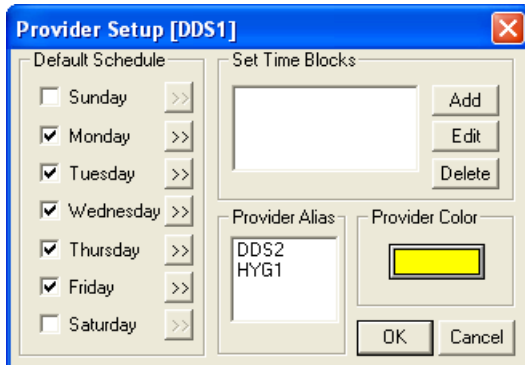 Provider Setup [DDS1]
Default Schedule
Sunday >>
Monday >>
Tuesday >>
Wednesday >>
Thursday >>
Friday >>
Saturday >>
Set Time Blocks
Add
Edit
Delete
Provider Alias
DDS2
HYG1
Provider Color
OK
Cancel